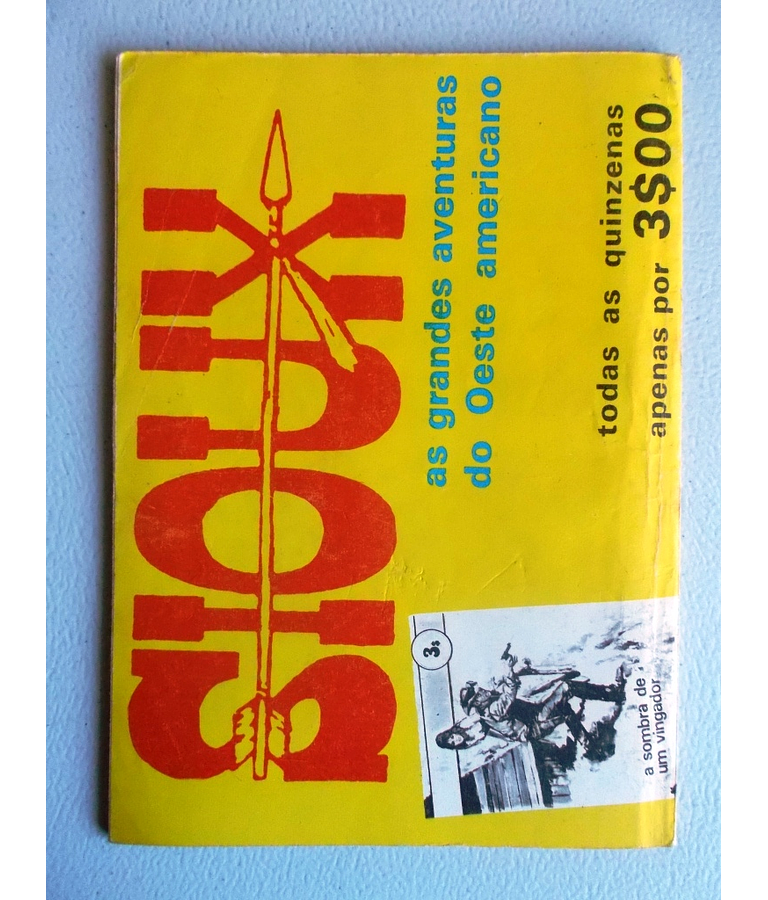 SIOUX
as grandes aventuras
do Oeste americano
todas as quinzenas
apenas por 3$00
3$
a sombra de
um vingador